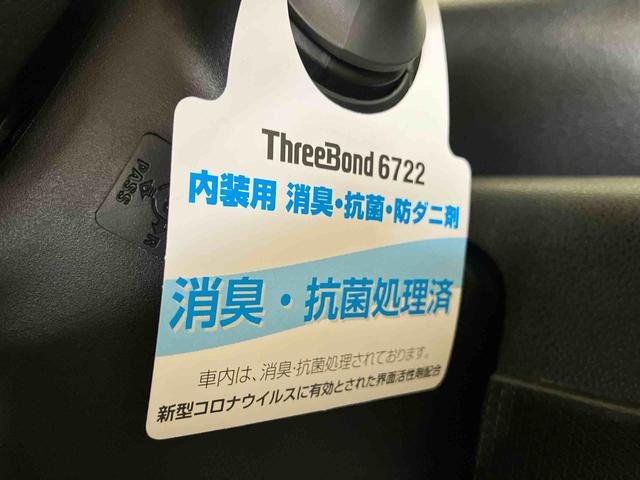 ThreeBond 6722
内装用 消臭・抗菌・防ダニ剤
消臭・抗菌処理済
車内は、消臭・抗菌処理されております。
新型コロナウイルスに有効とされた界面活性剤配合
PASS